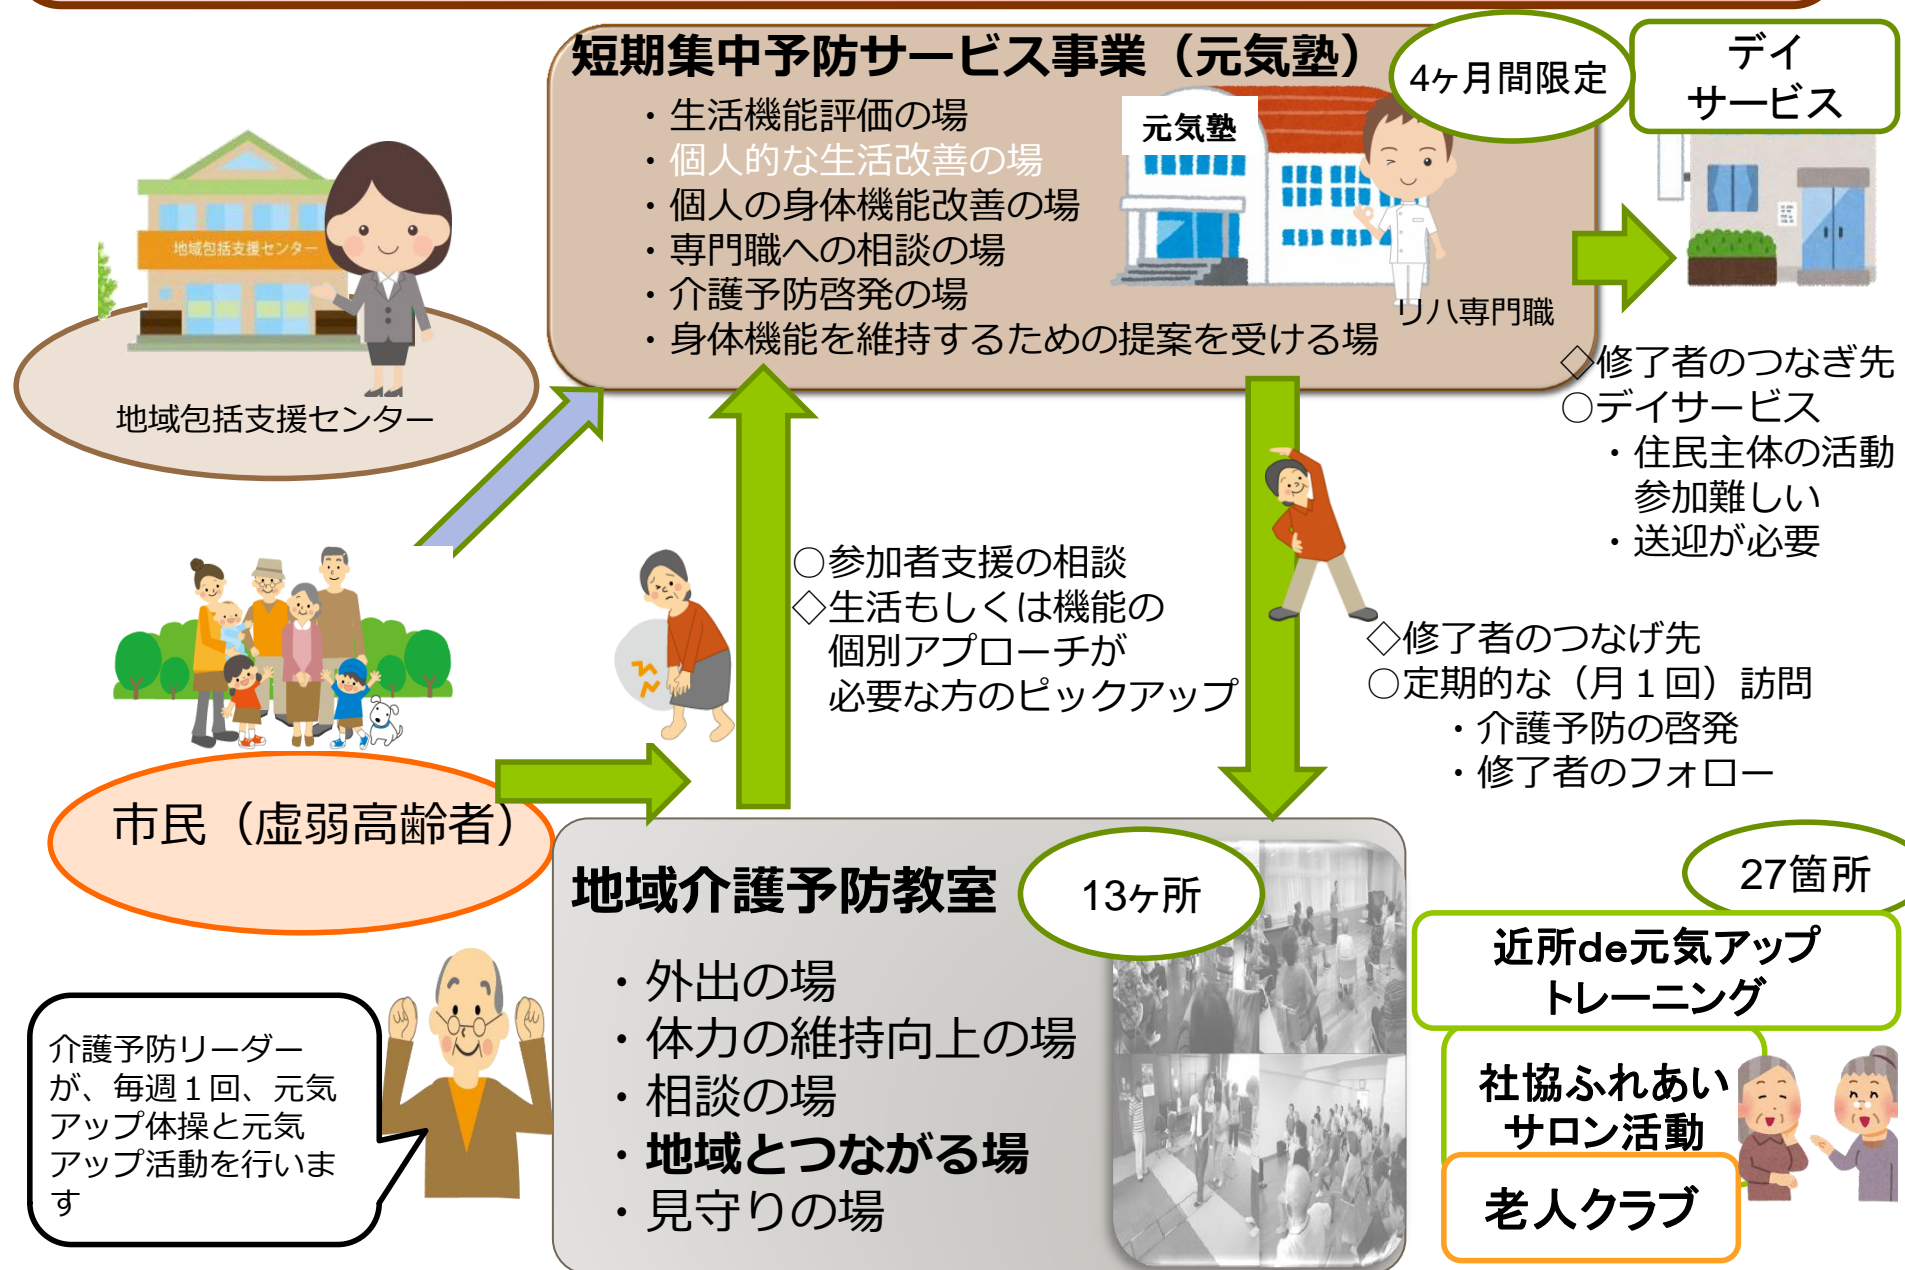 短期集中予防サービス事業（元気塾）
4ヶ月間限定
デイ
サービス
・生活機能評価の場
・個人的な生活改善の場
・個人の身体機能改善の場
・専門職への相談の場
・介護予防啓発の場
・身体機能を維持するための提案を受ける場
元気塾
リハ専門職
地域包括支援センター
地域包括支援センター
◇修了者のつなぎ先
○デイサービス
・住民主体の活動
参加難しい
・送迎が必要
○参加者支援の相談
◇生活もしくは機能の
個別アプローチが
必要な方のピックアップ
◇修了者のつなげ先
○定期的な（月１回）訪問
・介護予防の啓発
・修了者のフォロー
市民（虚弱高齢者）
地域介護予防教室
13ヶ所
・外出の場
・体力の維持向上の場
・相談の場
・地域とつながる場
・見守りの場
介護予防リーダー
が、毎週１回、元気
アップ体操と元気
アップ活動を行いま
す
27箇所
近所de元気アップ
トレーニング
社協ふれあい
サロン活動
老人クラブ